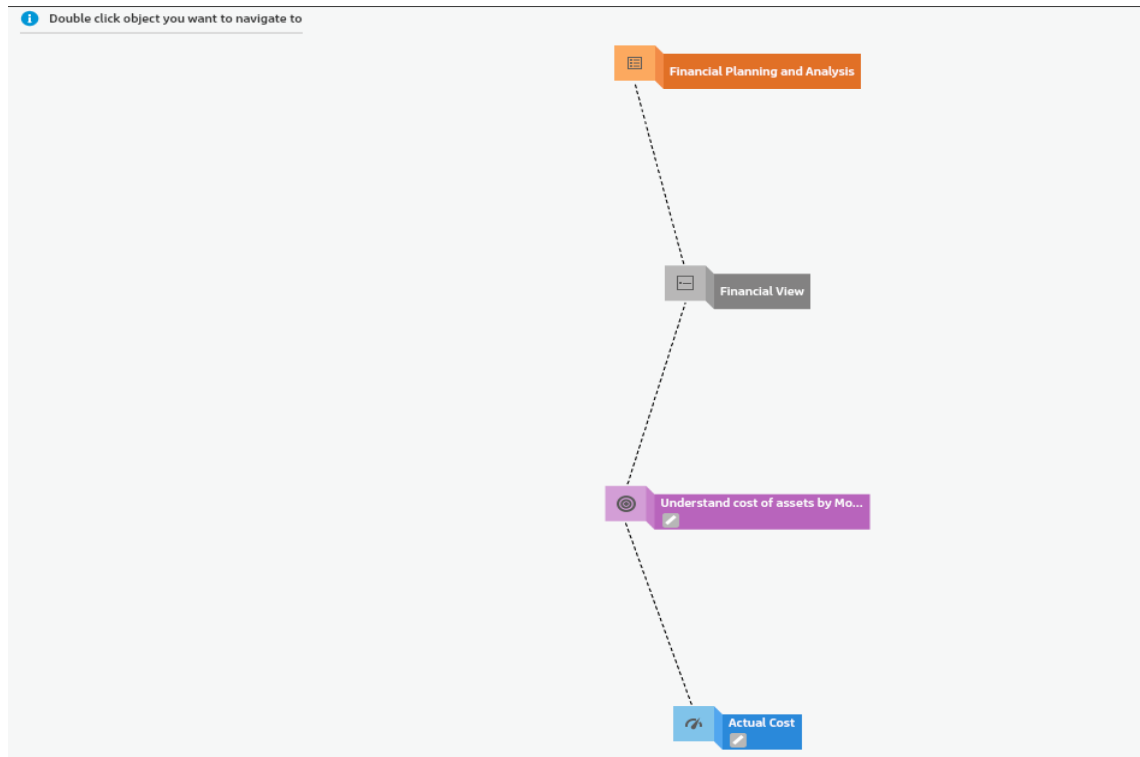 Double click object you want to navigate to
Financial Planning and Analysis
Financial View
Understand cost of assets by Mo...
Actual Cost